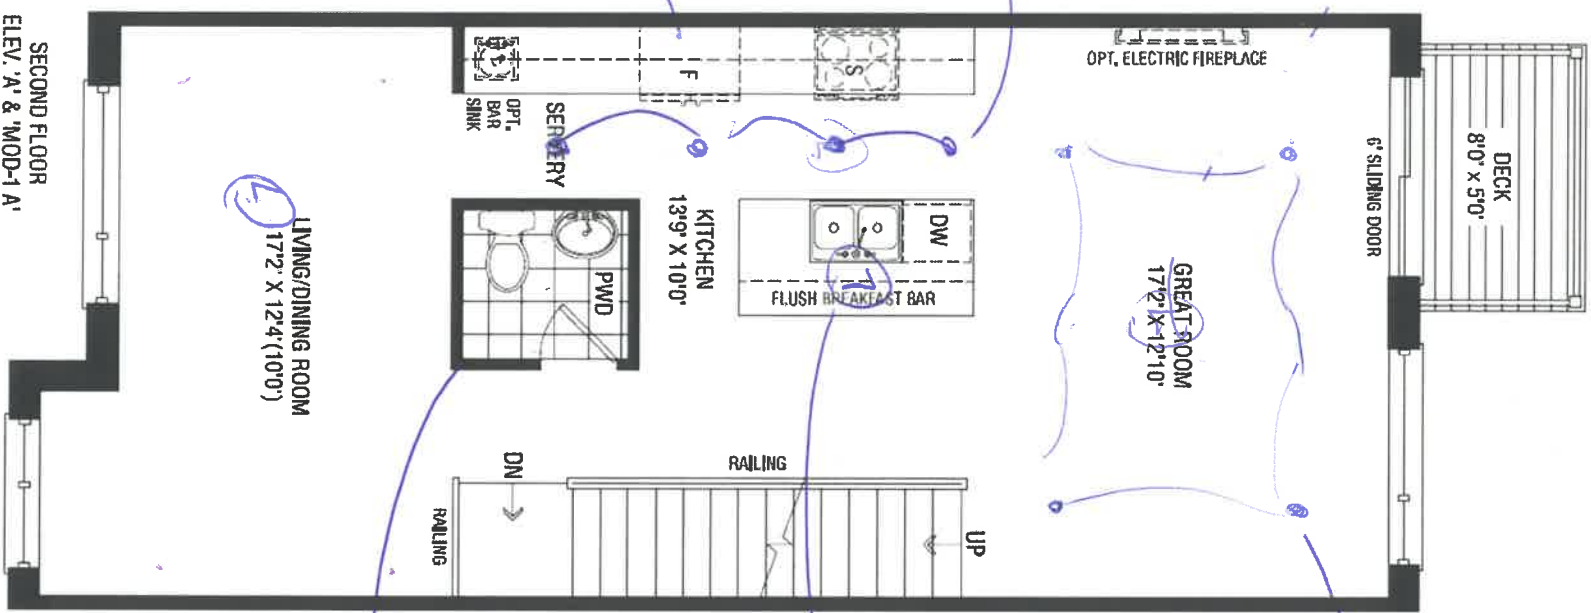 DECK
8'0" x 5'0"
6' SLIDING DOOR
OPT. ELECTRIC FIREPLACE
GREAT ROOM
17'2" X 12'10"
UP
DW
FLUSH BREAKFAST BAR
S
RAILING
F
KITCHEN
13'9" X 10'0"
PWD
SERVERY
OPT.
BAR
SINK
DN
RAILING
LIVING/DINING ROOM
17'2" X 12'4"(10'0")
SECOND FLOOR
ELEV. 'A' & 'MOD-1 A'